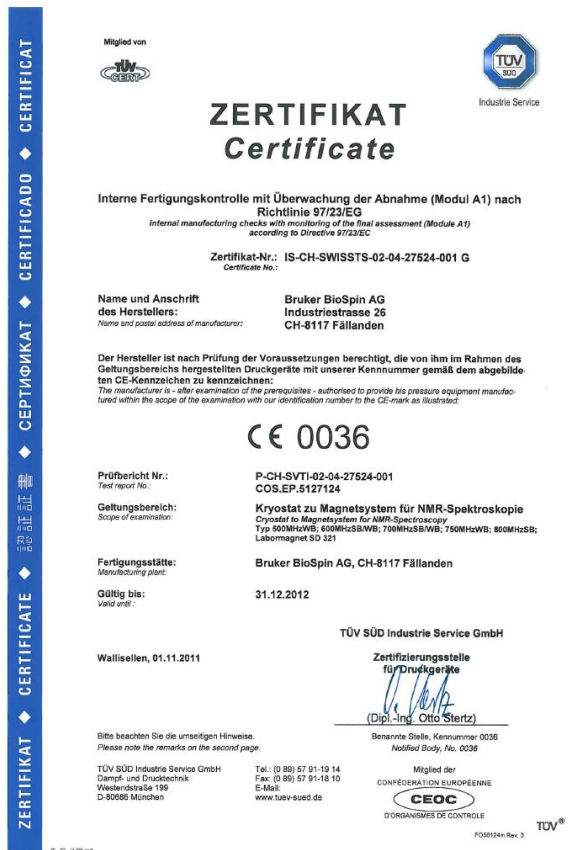 Mitglied von
TÜV
CERT
TÜV
SÜD
Industrie Service
ZERTIFIKAT
Certificate
Interne Fertigungskontrolle mit Überwachung der Abnahme (Modul A1) nach
Richtlinie 97/23/EG
internal manufacturing checks with monitoring of the final assessment (Module A1)
according to Directive 97/23/EC
Zertifikat-Nr.: IS-CH-SWISSTS-02-04-27524-001 G
Certificate No.:
Name und Anschrift
des Herstellers:
Name and postal address of manufacturer:
Bruker BioSpin AG
Industriestrasse 26
CH-8117 Fällanden
Der Hersteller ist nach Prüfung der Voraussetzungen berechtigt, die von ihm im Rahmen des
Geltungsbereichs hergestellten Druckgeräte mit unserer Kennnummer gemäß dem abgebilde-
ten CE-Kennzeichen zu kennzeichnen:
The manufacturer is - after examination of the prerequisites - authorised to provide his pressure equipment manufac-
tured within the scope of the examination with our identification number to the CE-mark as illustrated:
CE 0036
Prüfbericht Nr.:
Test report No.:
P-CH-SVTI-02-04-27524-001
COS.EP.5127124
Geltungsbereich:
Scope of examination:
Kryostat zu Magnetsystem für NMR-Spektroskopie
Cryostat to Magnetsystem for NMR-Spectroscopy
Typ 500MHzWB; 600MHzSB/WB; 700MHzSB/WB; 750MHzWB; 800MHzSB;
Labormagnet SD 321
Fertigungsstätte:
Manufacturing plant:
Bruker BioSpin AG, CH-8117 Fällanden
Gültig bis:
Valid until :
31.12.2012
TÜV SÜD Industrie Service GmbH
Wallisellen, 01.11.2011
Zertifizierungsstelle
für Druckgeräte
(Dipl.-Ing. Otto Stertz)
Bitte beachten Sie die umseitigen Hinweise.
Please note the remarks on the second page.
Benannte Stelle, Kennummer 0036
Notified Body, No. 0036
TÜV SÜD Industrie Service GmbH
Dampf- und Drucktechnik
Westendstraße 199
D-80686 München
Tel.: (0 89) 57 91-19 14
Fax: (0 89) 57 91-18 10
E-Mail:
www.tuev-sued.de
Mitglied der
CONFÉDÉRATION EUROPÉENNE
CEOC
D'ORGANISMES DE CONTROLE
TÜV®
FD56124m Rev. 3
ZERTIFIKAT ◆ CERTIFICATE ◆ 認証証書 ◆ СЕРТИФИКАТ ◆ CERTIFICADO ◆ CERTIFICAT